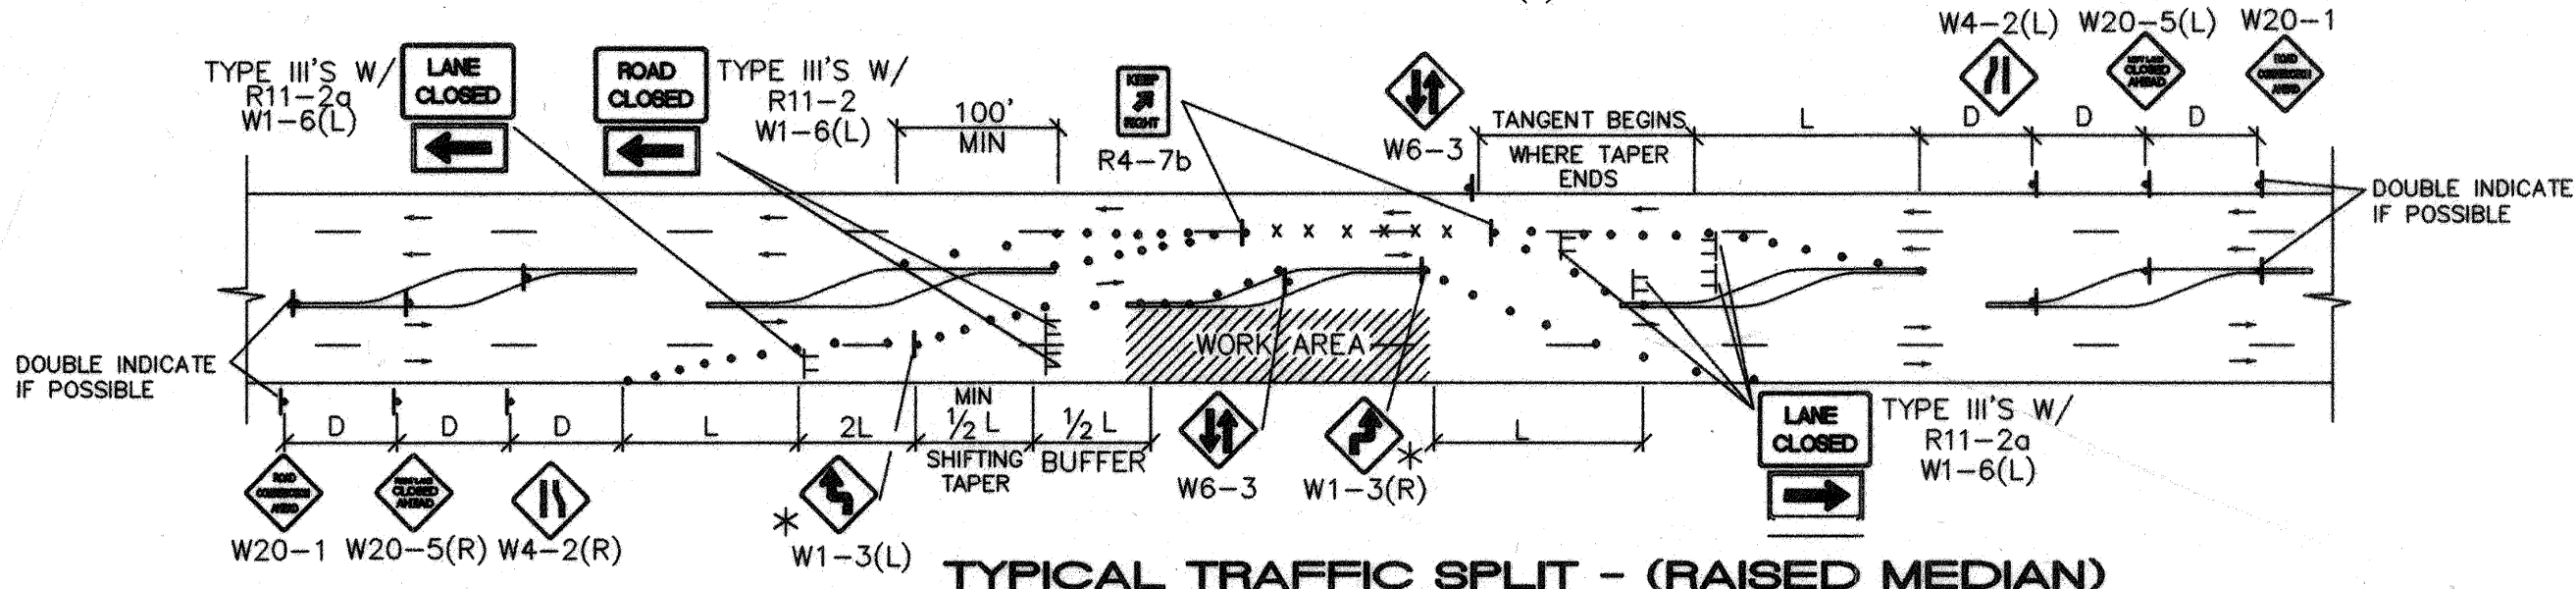 W4-2(L) W20-5(L) W20-1
TYPE III'S W/
R11-2a
W1-6(L)
LANE
CLOSED
ROAD
CLOSED
TYPE III'S W/
R11-2
W1-6(L)
100'
MIN
KEEP
RIGHT
R4-7b
W6-3
TANGENT BEGINS
WHERE TAPER
ENDS
L
D
D
D
CLOSED
AHEAD
ROAD
AHEAD
DOUBLE INDICATE
IF POSSIBLE
X X X X X X
WORK AREA
DOUBLE INDICATE
IF POSSIBLE
D
D
D
L
2L
MIN
½ L
SHIFTING
TAPER
½ L
BUFFER
L
ROAD
AHEAD
W20-1
CLOSED
AHEAD
W20-5(R)
W4-2(R)
*
W1-3(L)
W6-3
*
W1-3(R)
LANE
CLOSED
TYPE III'S W/
R11-2a
W1-6(L)
TYPICAL TRAFFIC SPLIT - (RAISED MEDIAN)